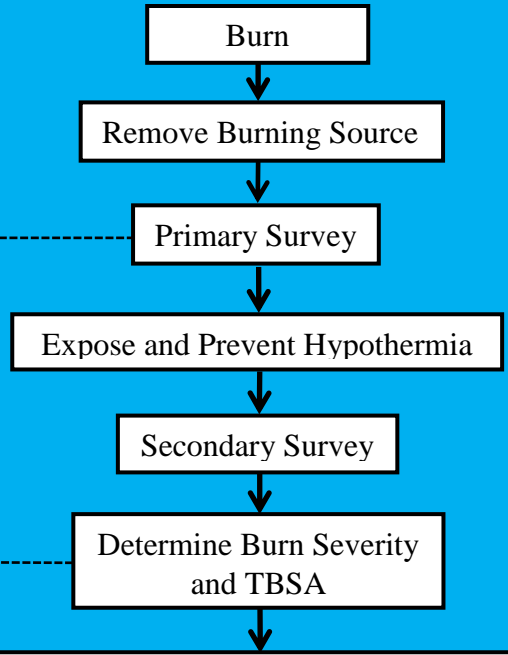 Burn
Remove Burning Source
Primary Survey
Expose and Prevent Hypothermia
Secondary Survey
Determine Burn Severity
and TBSA